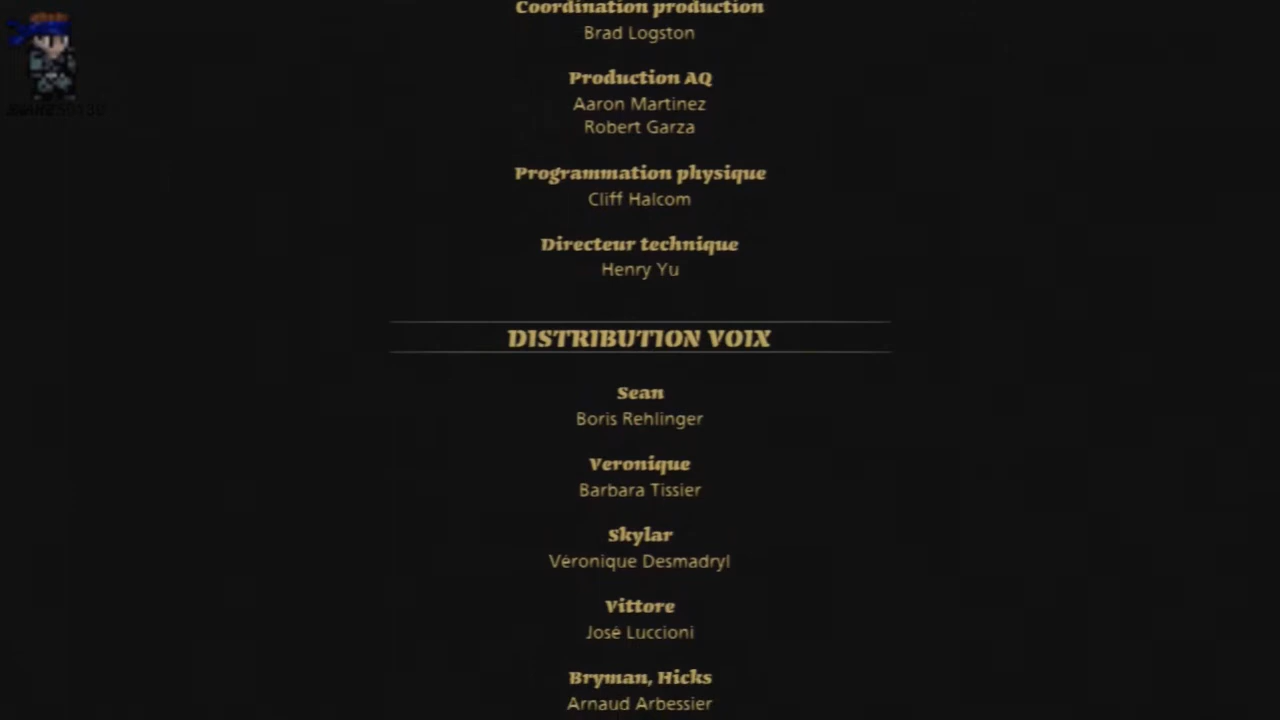 Coordination production
Brad Logston
Production AQ
Aaron Martinez
Robert Garza
Programmation physique
Cliff Halcom
Directeur technique
Henry Yu
DISTRIBUTION VOIX
Sean
Boris Rehlinger
Veronique
Barbara Tissier
Skylar
Véronique Desmadryl
Vittore
José Luccioni
Bryman, Hicks
Arnaud Arbessier